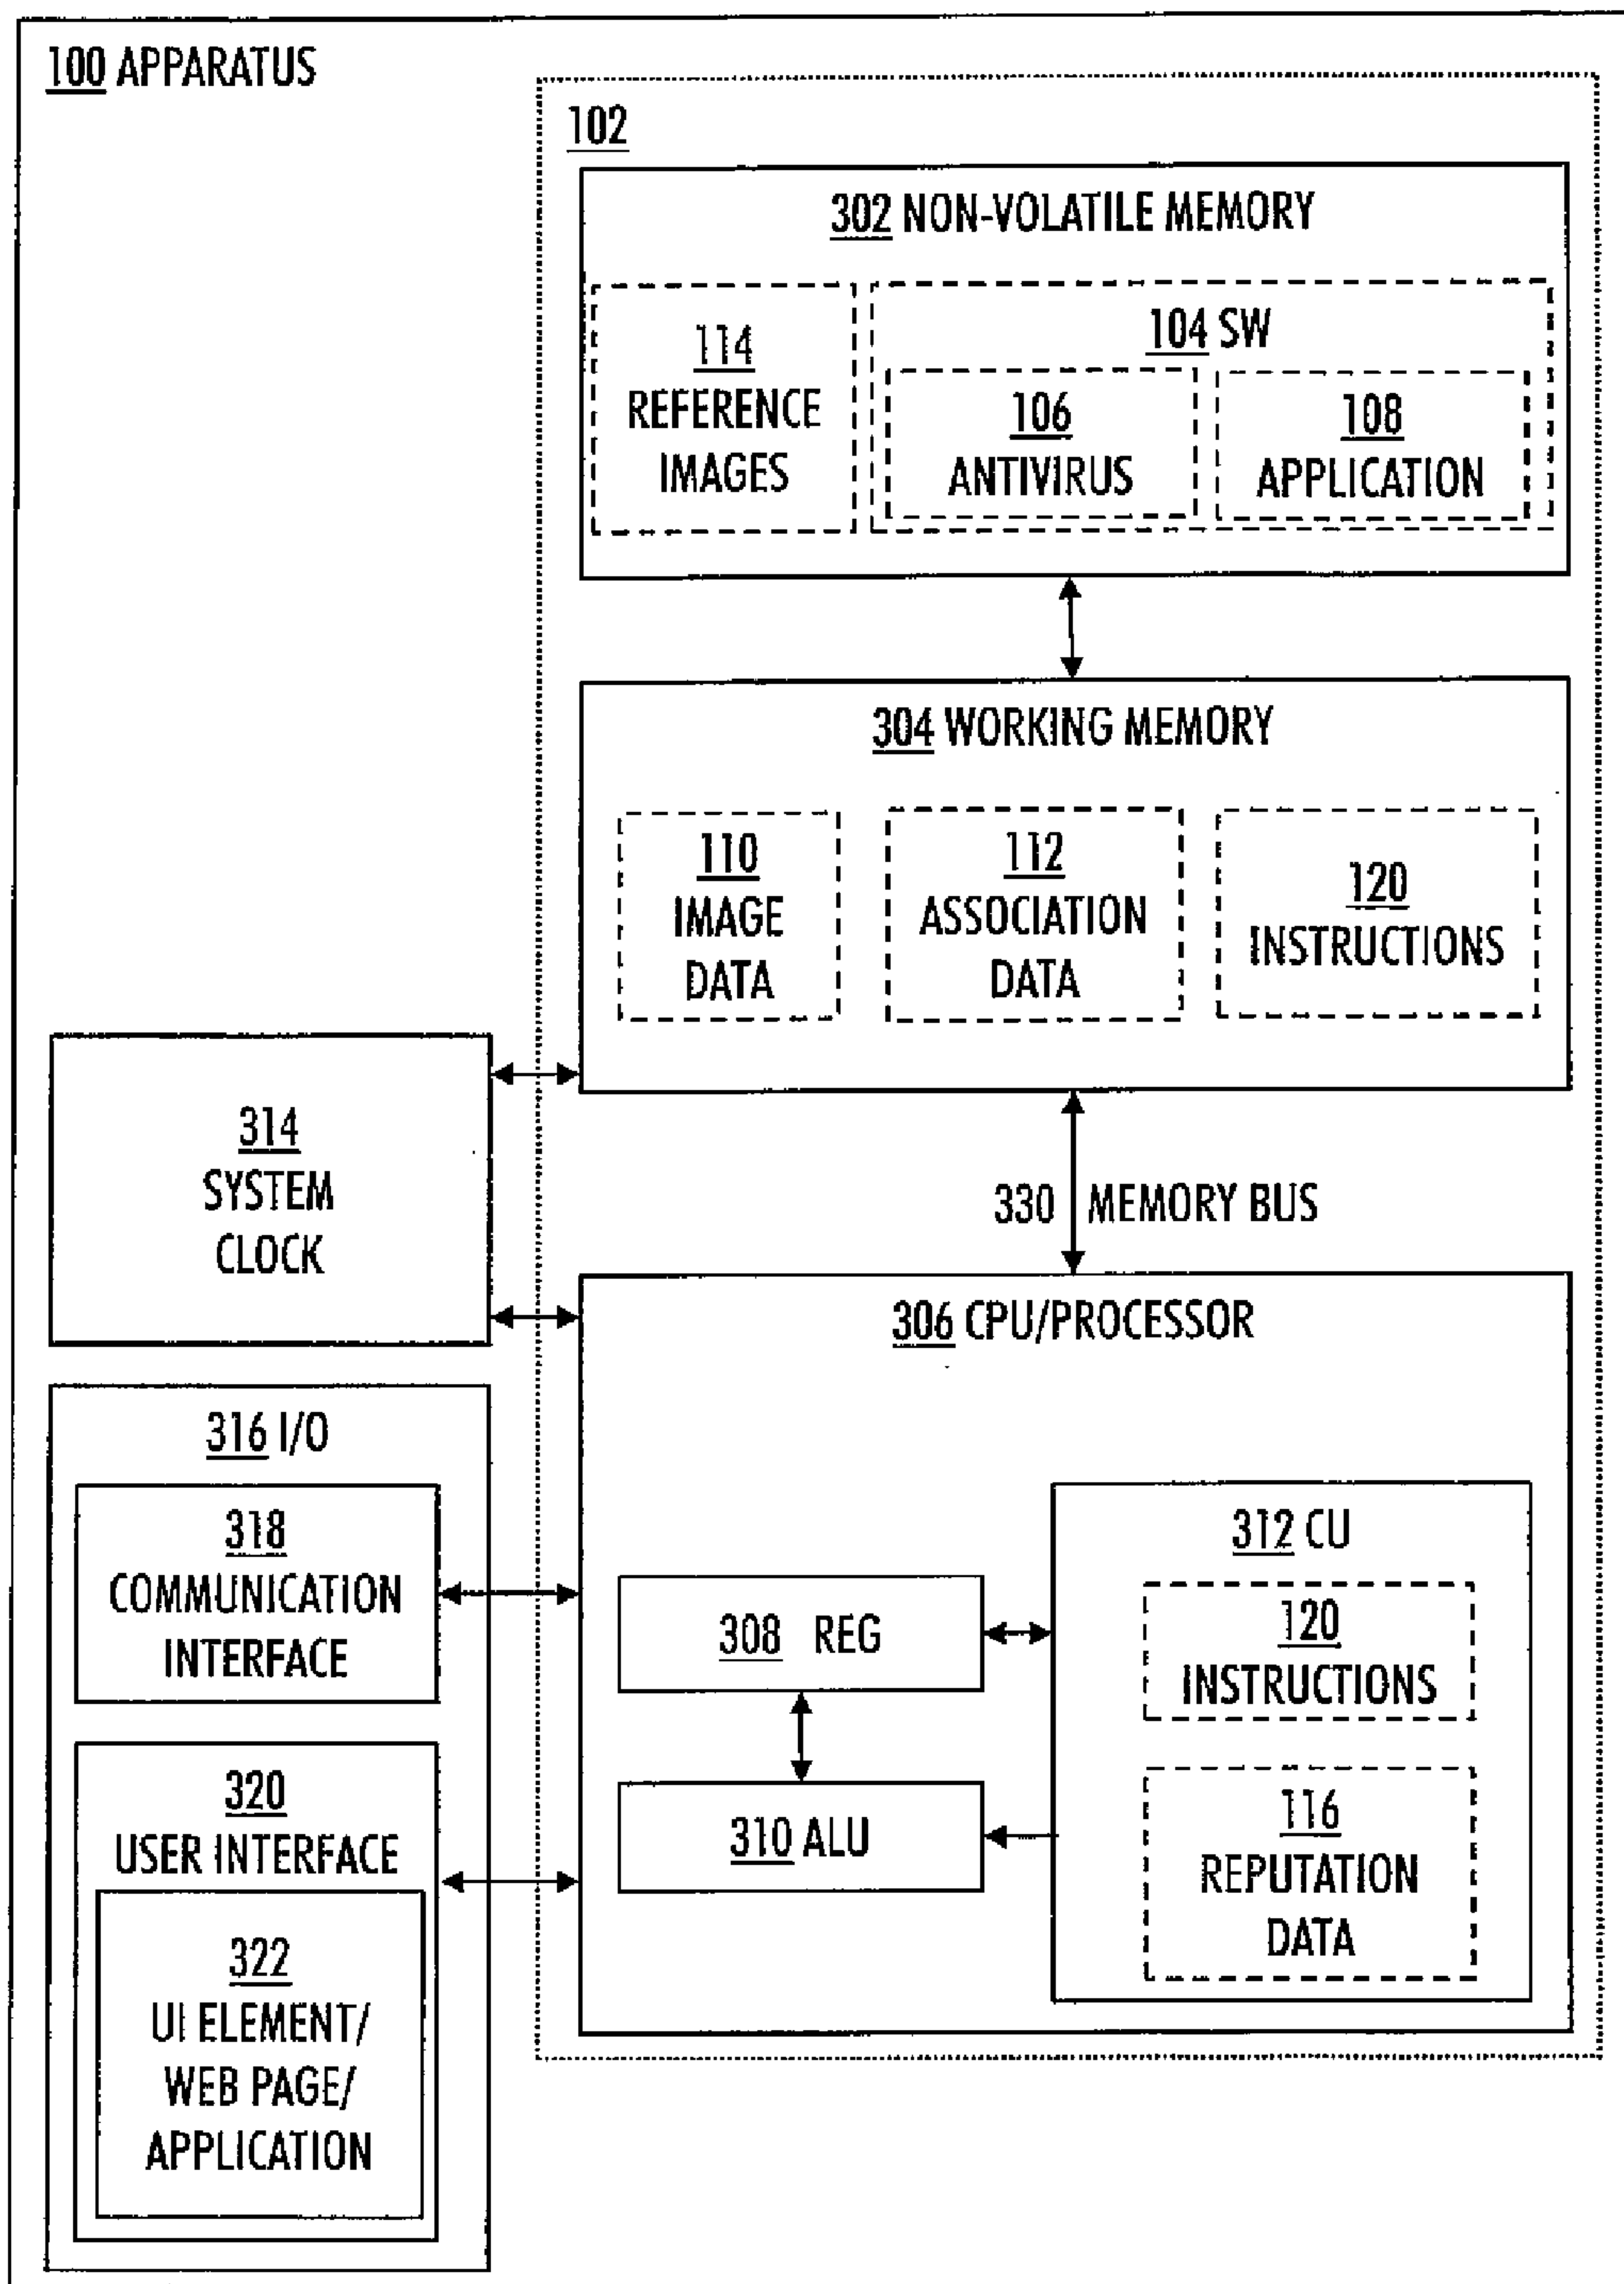 100 APPARATUS
102
302 NON-VOLATILE MEMORY
114
REFERENCE
IMAGES
104 SW
106
ANTIVIRUS
108
APPLICATION
304 WORKING MEMORY
110
IMAGE
DATA
112
ASSOCIATION
DATA
120
INSTRUCTIONS
314
SYSTEM
CLOCK
330 MEMORY BUS
306 CPU/PROCESSOR
316 I/O
318
COMMUNICATION
INTERFACE
320
USER INTERFACE
322
UI ELEMENT/
WEB PAGE/
APPLICATION
308 REG
310 ALU
312 CU
120
INSTRUCTIONS
116
REPUTATION
DATA